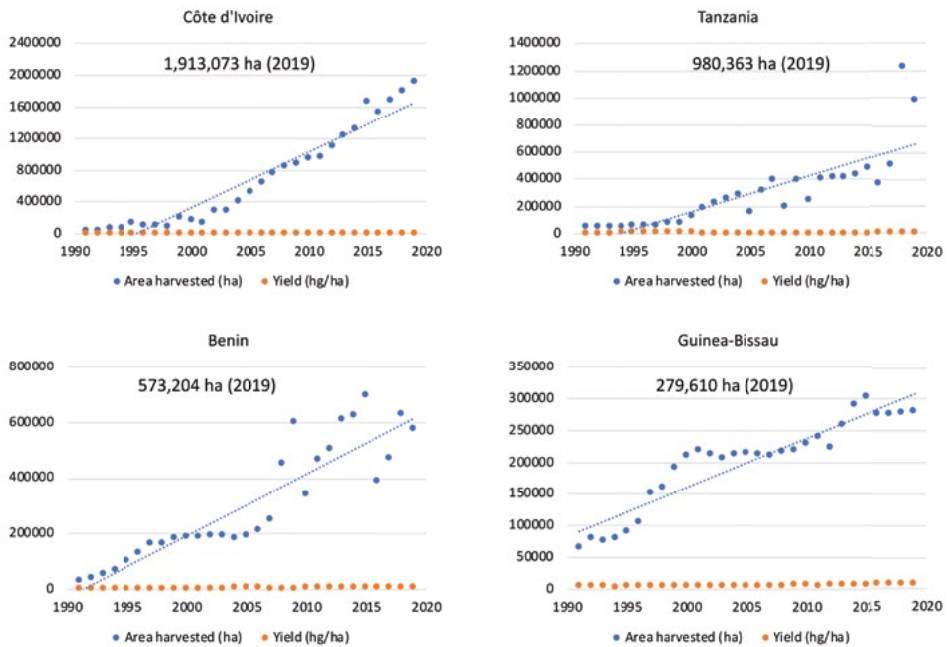 Côte d'Ivoire
2400000
1,913,073 ha (2019)
2000000
1600000
1200000
800000
400000
0
1990 1995 2000 2005 2010 2015 2020
Area harvested (ha) Yield (hg/ha)
Tanzania
1400000
980,363 ha (2019)
1200000
1000000
800000
600000
400000
200000
0
1990 1995 2000 2005 2010 2015 2020
Area harvested (ha) Yield (hg/ha)
Benin
800000
573,204 ha (2019)
600000
400000
200000
0
1990 1995 2000 2005 2010 2015 2020
Area harvested (ha) Yield (hg/ha)
Guinea-Bissau
350000
279,610 ha (2019)
300000
250000
200000
150000
100000
50000
0
1990 1995 2000 2005 2010 2015 2020
Area harvested (ha) Yield (hg/ha)